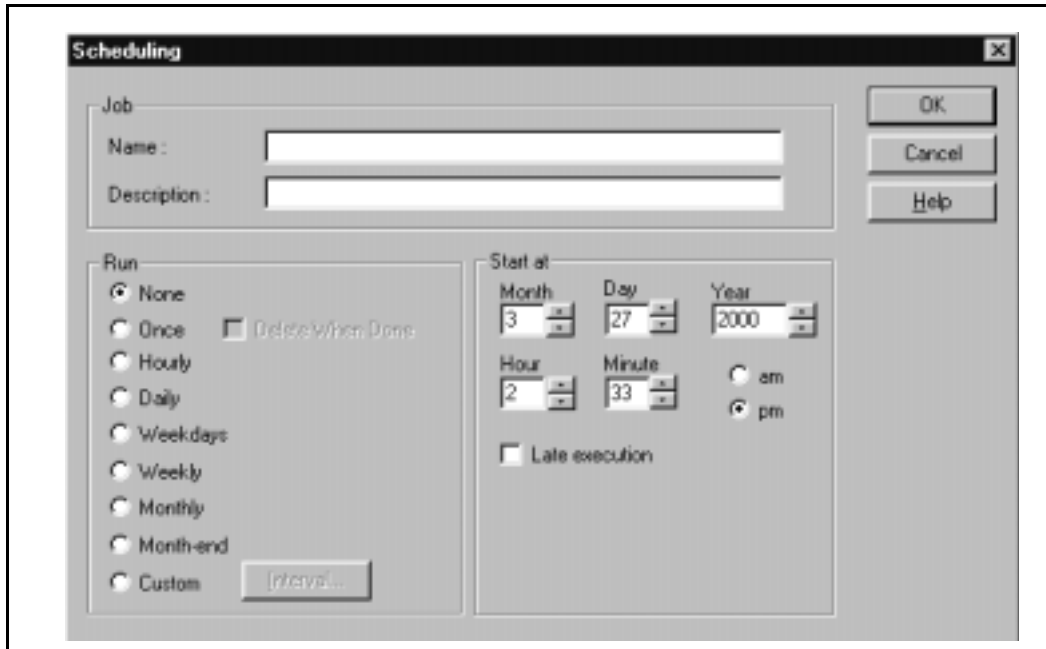 Scheduling
Job
OK
Name :
Cancel
Description :
Help
Run
Start at
None
Month Day Year
3 27 2000
Once Delete When Done
Hourly
Hour Minute
am
Daily
2 33
pm
Weekdays
Late execution
Weekly
Monthly
Month-end
Custom Interval...